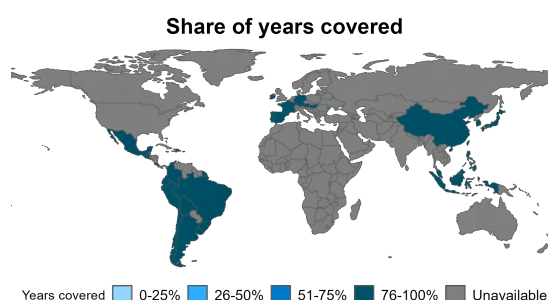 Share of years covered
Years covered 0-25% 26-50% 51-75% 76-100% Unavailable